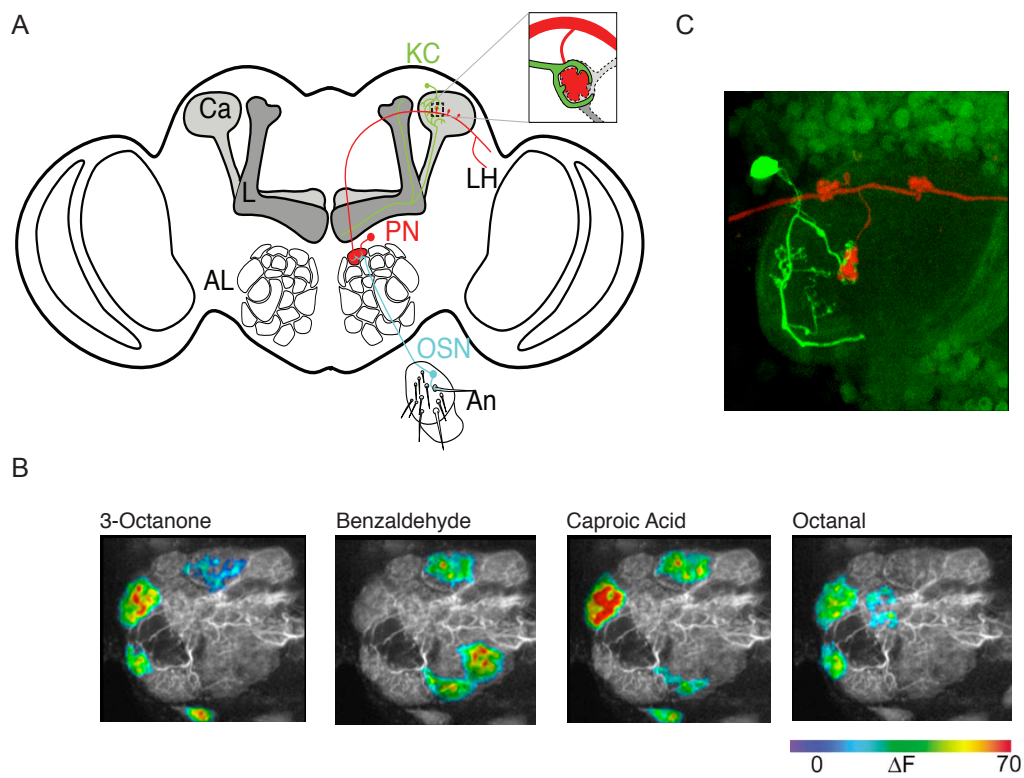 A
KC
Ca
L
LH
PN
AL
OSN
An
C
B
3-Octanone
Benzaldehyde
Caproic Acid
Octanal
0 ΔF 70